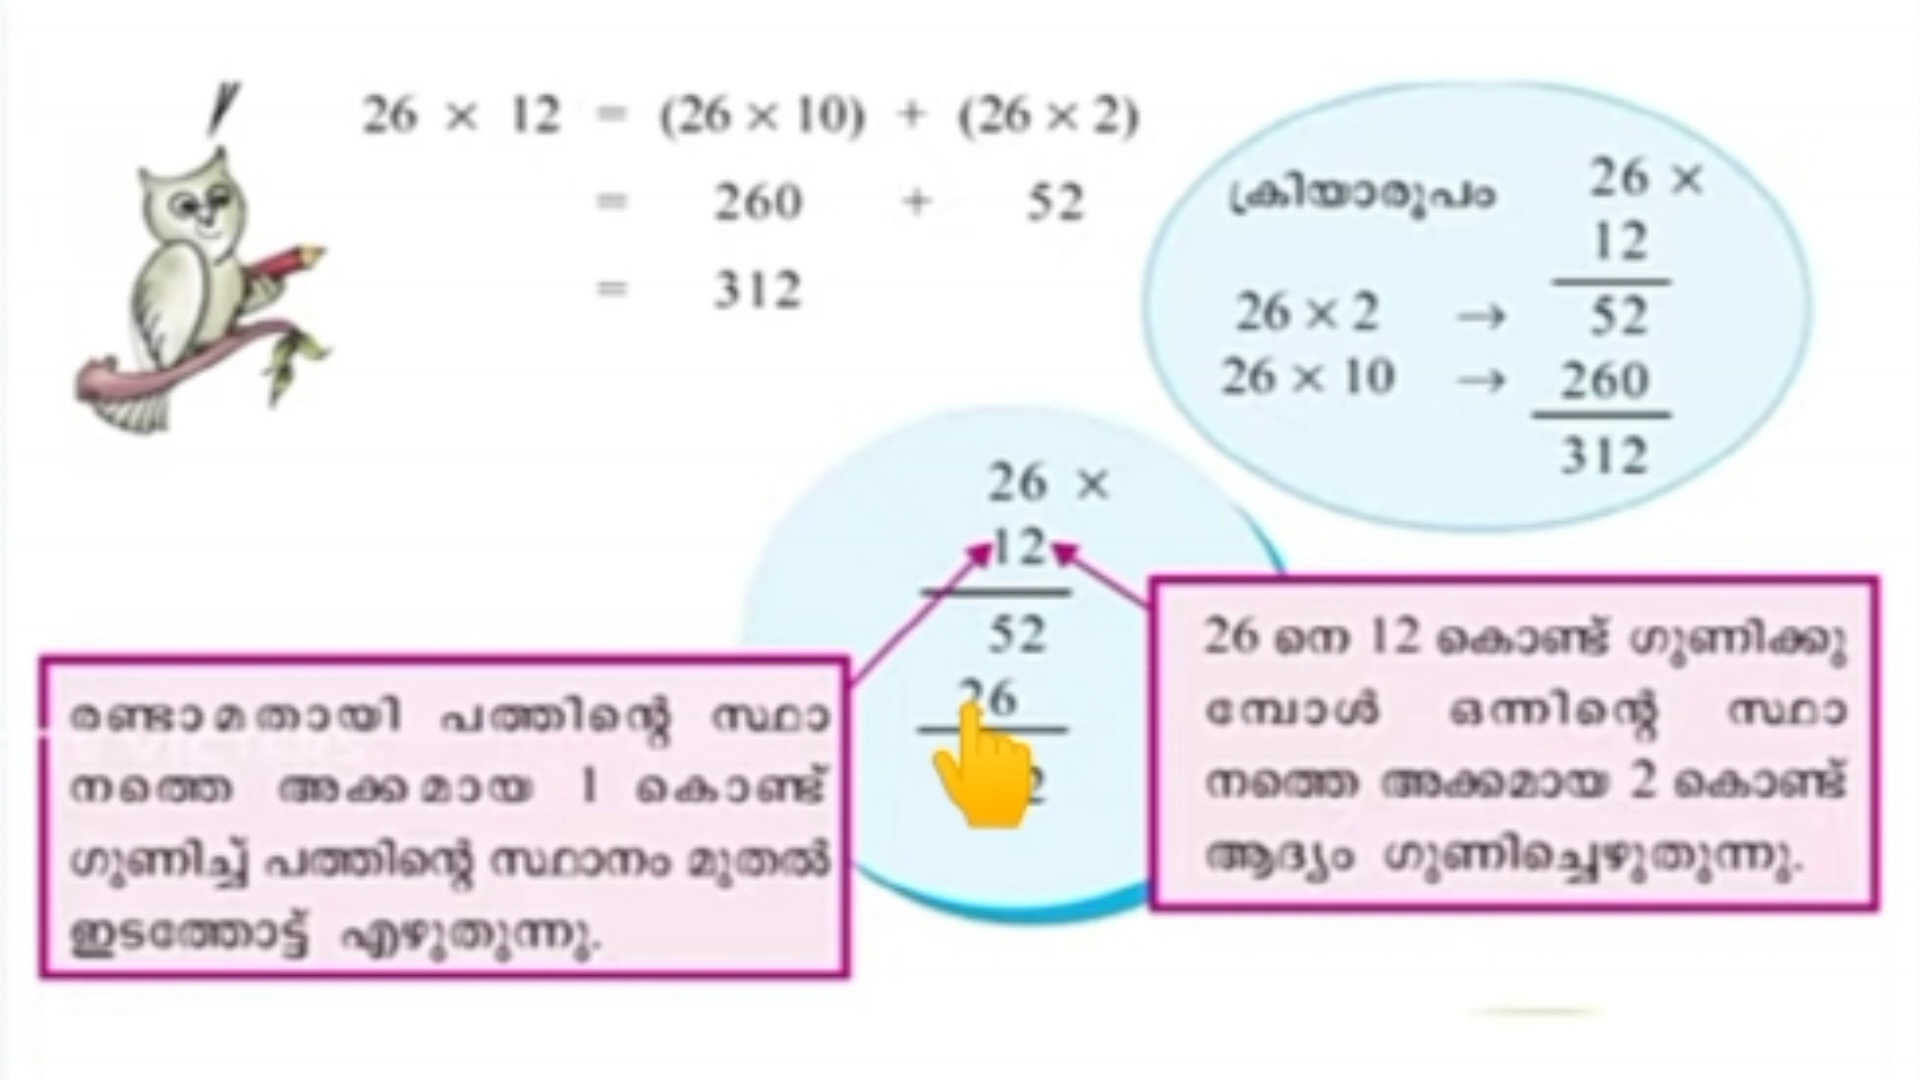 26 × 12 = (26 × 10) + (26 × 2)
= 260 + 52
= 312
ക്രിയാരൂപം
26 ×
12
26 × 2 → 52
26 × 10 → 260
312
26 ×
12
52
26
2
രണ്ടാമതായി പത്തിന്റെ സ്ഥാ
നത്തെ അക്കമായ 1 കൊണ്ട്
ഗുണിച്ച് പത്തിന്റെ സ്ഥാനം മുതൽ
ഇടത്തോട്ട് എഴുതുന്നു.
26 നെ 12 കൊണ്ട് ഗുണിക്കു
മ്പോൾ ഒന്നിന്റെ സ്ഥാ
നത്തെ അക്കമായ 2 കൊണ്ട്
ആദ്യം ഗുണിച്ചെഴുതുന്നു.